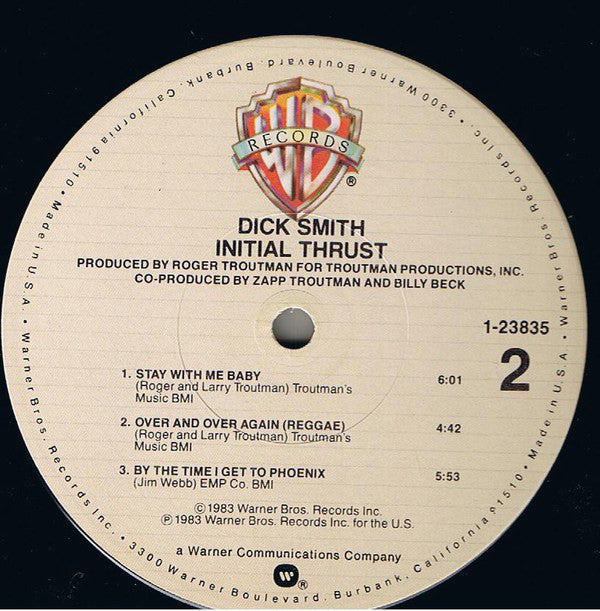 WB
RECORDS
®
DICK SMITH
INITIAL THRUST
PRODUCED BY ROGER TROUTMAN FOR TROUTMAN PRODUCTIONS, INC.
CO-PRODUCED BY ZAPP TROUTMAN AND BILLY BECK
1-23835
2
1. STAY WITH ME BABY 6:01
(Roger and Larry Troutman) Troutman's
Music BMI
2. OVER AND OVER AGAIN (REGGAE) 4:42
(Roger and Larry Troutman) Troutman's
Music BMI
3. BY THE TIME I GET TO PHOENIX 5:53
(Jim Webb) EMP Co. BMI
Ⓒ1983 Warner Bros. Records Inc.
Ⓟ1983 Warner Bros. Records Inc. for the U.S.
a Warner Communications Company
W®
Warner Bros. Records Inc. • 3300 Warner Boulevard, Burbank, California 91510 • Made in U.S.A. • Warner Bros. Records Inc. • 3300 Warner Boulevard, Burbank, California 91510 • Made in U.S.A. •